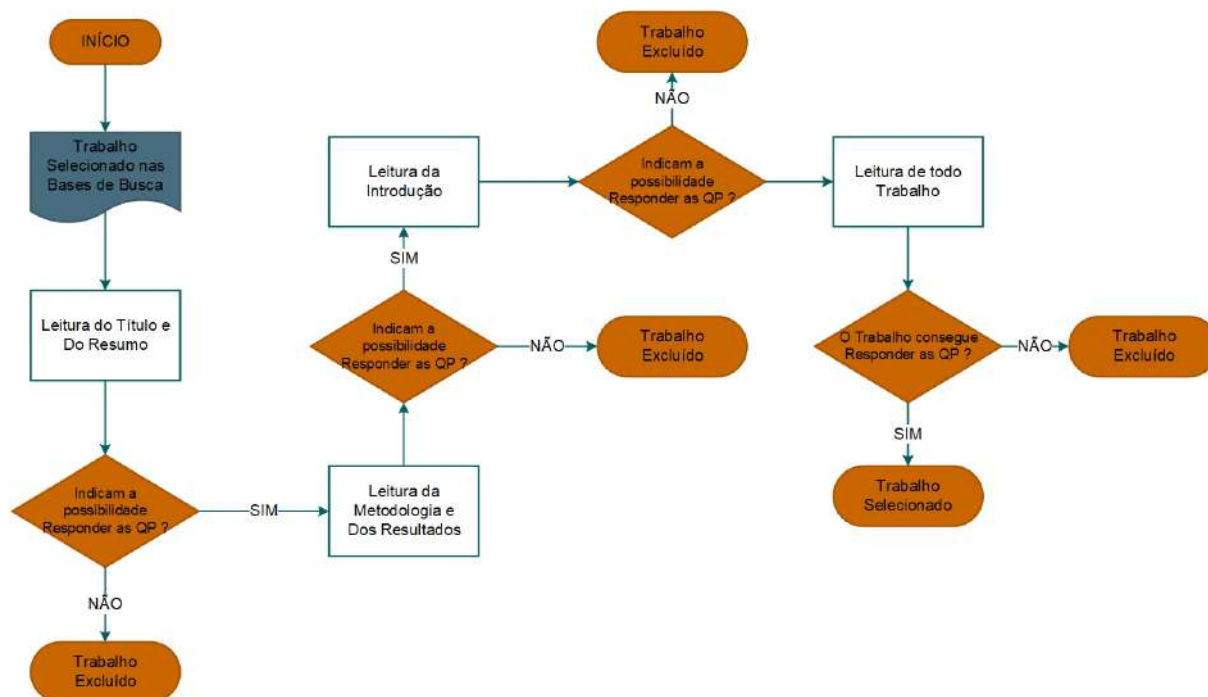 INÍCIO
Trabalho
Selecionado nas
Bases de Busca
Leitura do Título e
Do Resumo
Indicam a
possibilidade
Responder as QP ?
NÃO
Trabalho
Excluído
SIM
Leitura da
Metodologia e
Dos Resultados
Indicam a
possibilidade
Responder as QP ?
NÃO
Trabalho
Excluído
SIM
Leitura da
Introdução
Indicam a
possibilidade
Responder as QP ?
NÃO
Trabalho
Excluído
Leitura de todo
Trabalho
O Trabalho consegue
Responder as QP ?
NÃO
Trabalho
Excluído
SIM
Trabalho
Selecionado